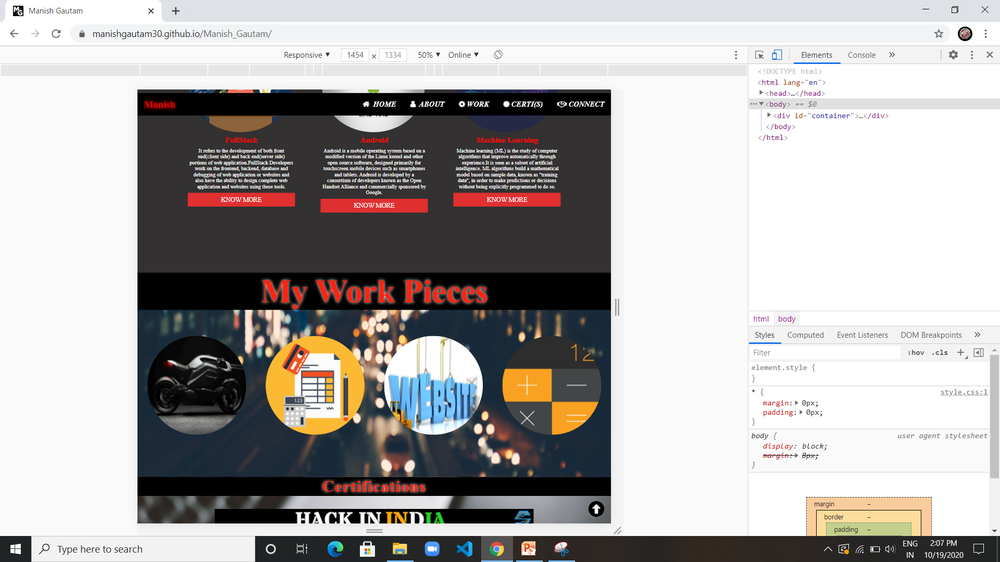 Manish Gautam
manishgautam30.github.io/Manish_Gautam/
Responsive ▼ 1454 × 1334 50% ▼ Online ▼
Manish
HOME ABOUT WORK CERTI(S) CONNECT
FullStack
It refers to the development of both front
end(client side) and back end(server side)
portions of web application.FullStack Developers
work on the frontend, backend, database and
debugging of web application or websites and
also have the ability to design complete web
application and websites using these tools.
KNOW MORE
Android
Android is a mobile operating system based on a
modified version of the Linux kernel and other
open source software, designed primarily for
touchscreen mobile devices such as smartphones
and tablets. Android is developed by a
consortium of developers known as the Open
Handset Alliance and commercially sponsored by
Google.
KNOW MORE
Machine Learning
Machine learning (ML) is the study of computer
algorithms that improve automatically through
experience.It is seen as a subset of artificial
intelligence. ML algorithms build a mathematical
model based on sample data, known as "training
data", in order to make predictions or decisions
without being explicitly programmed to do so.
KNOW MORE
My Work Pieces
123
WEBSITE
12
Certifications
HACK IN INDIA
Elements Console »
<!DOCTYPE html>
<html lang="en">
<head>…</head>
<body> == $0
<div id="container">…</div>
</body>
</html>
html body
Styles Computed Event Listeners DOM Breakpoints »
Filter :hov .cls +
element.style {
}
* { style.css:1
margin: 0px;
padding: 0px;
}
body { user agent stylesheet
display: block;
margin: 8px;
}
margin –
border –
padding –
Type here to search
ENG
IN
2:07 PM
10/19/2020